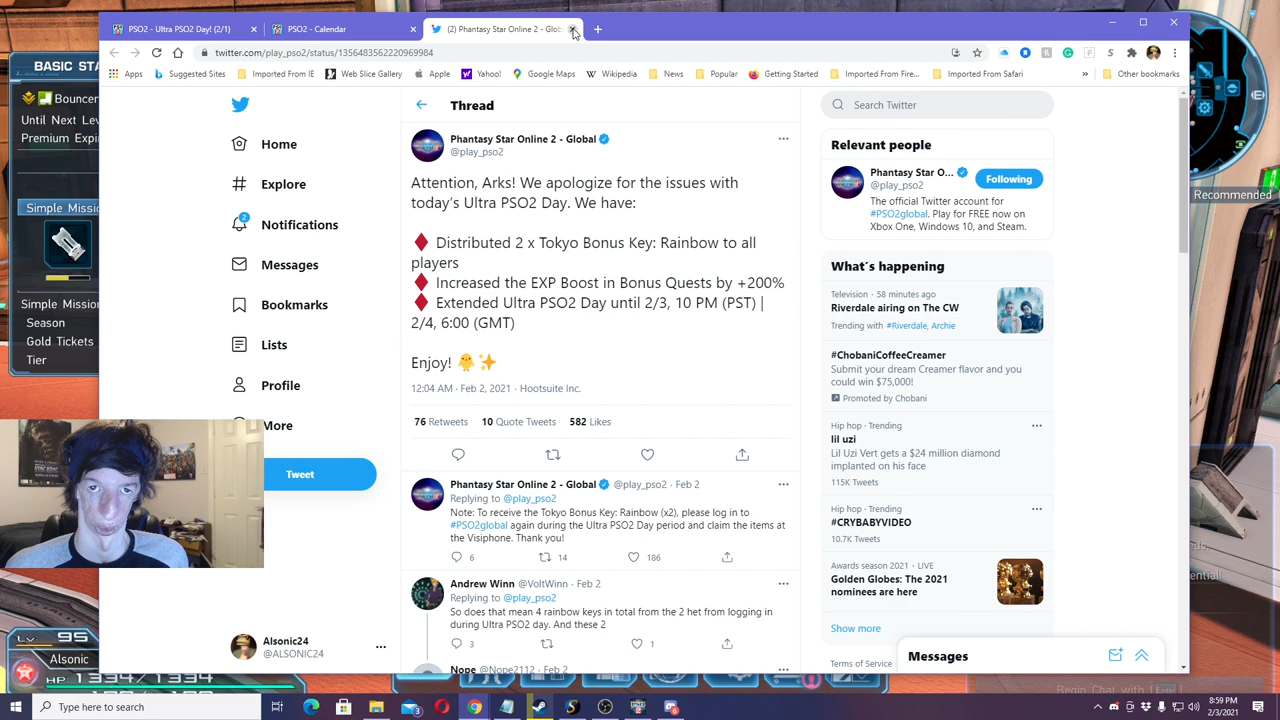 PSO2 - Ultra PSO2 Day! (2/1)
PSO2 - Calendar
(2) Phantasy Star Online 2 - Glob
twitter.com/play_pso2/status/1356483562220969984
Apps
Suggested Sites
Imported From IE
Web Slice Gallery
Apple
Yahoo!
Google Maps
Wikipedia
News
Popular
Getting Started
Imported From Fire...
Imported From Safari
»
Other bookmarks
BASIC STA
Bouncer
Until Next Lev
Premium Expir
Simple Missio
Simple Missio
Season
Gold Tickets
Tier
Recommended
Home
Explore
2
Notifications
Messages
Bookmarks
Lists
Profile
More
Tweet
Alsonic24
@ALSONIC24
Thread
Phantasy Star Online 2 - Global
@play_pso2
Attention, Arks! We apologize for the issues with
today's Ultra PSO2 Day. We have:
♦ Distributed 2 x Tokyo Bonus Key: Rainbow to all
players
♦ Increased the EXP Boost in Bonus Quests by +200%
♦ Extended Ultra PSO2 Day until 2/3, 10 PM (PST) |
2/4, 6:00 (GMT)
Enjoy! 🐥✨
12:04 AM · Feb 2, 2021 · Hootsuite Inc.
76 Retweets 10 Quote Tweets 582 Likes
Phantasy Star Online 2 - Global @play_pso2 · Feb 2
Replying to @play_pso2
Note: To receive the Tokyo Bonus Key: Rainbow (x2), please log in to
#PSO2global again during the Ultra PSO2 Day period and claim the items at
the Visiphone. Thank you!
6 14 186
Andrew Winn @VoltWinn · Feb 2
Replying to @play_pso2
So does that mean 4 rainbow keys in total from the 2 het from logging in
during Ultra PSO2 day. And these 2
3 1
Nope @Nope2112 · Feb 2
Search Twitter
Relevant people
Phantasy Star O...
@play_pso2
Following
The official Twitter account for
#PSO2global. Play for FREE now on
Xbox One, Windows 10, and Steam.
What's happening
Television · 58 minutes ago
Riverdale airing on The CW
Trending with #Riverdale, Archie
#ChobaniCoffeeCreamer
Submit your dream Creamer flavor and you
could win $75,000!
Promoted by Chobani
Hip hop · Trending
lil uzi
Lil Uzi Vert gets a $24 million diamond
implanted on his face
115K Tweets
Hip hop · Trending
#CRYBABYVIDEO
10.7K Tweets
Awards season 2021 · LIVE
Golden Globes: The 2021
nominees are here
Show more
Terms of Service
Messages
Lv. 95
Alsonic
HP: 1334/1334
Type here to search
3
8:59 PM
2/3/2021